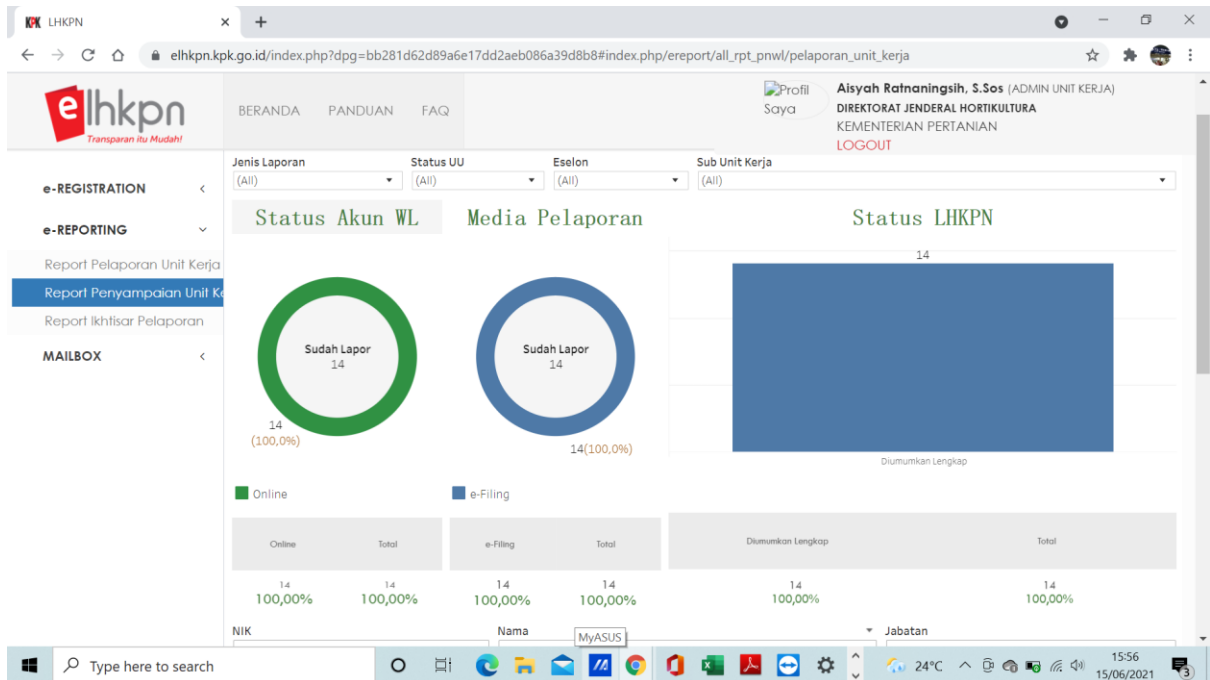 KPK LHKPN
elhkpn.kpk.go.id/index.php?dpg=bb281d62d89a6e17dd2aeb086a39d8b8#index.php/ereport/all_rpt_pnwl/pelaporan_unit_kerja
elhkpn
Transparan itu Mudah!
BERANDA PANDUAN FAQ
Profil Saya
Aisyah Ratnaningsih, S.Sos (ADMIN UNIT KERJA)
DIREKTORAT JENDERAL HORTIKULTURA
KEMENTERIAN PERTANIAN
LOGOUT
e-REGISTRATION
e-REPORTING
Report Pelaporan Unit Kerja
Report Penyampaian Unit Ke
Report Ikhtisar Pelaporan
MAILBOX
Jenis Laporan Status UU Eselon Sub Unit Kerja
(All) (All) (All) (All)
Status Akun WL Media Pelaporan Status LHKPN
14
Sudah Lapor
14
14
(100,0%)
Sudah Lapor
14
14(100,0%)
Diumumkan Lengkap
Online e-Filing
Online Total e-Filing Total Diumumkan Lengkap Total
14 14 14 14 14 14
100,00% 100,00% 100,00% 100,00% 100,00% 100,00%
NIK Nama Jabatan
MyASUS
Type here to search
24°C
15:56
15/06/2021
3